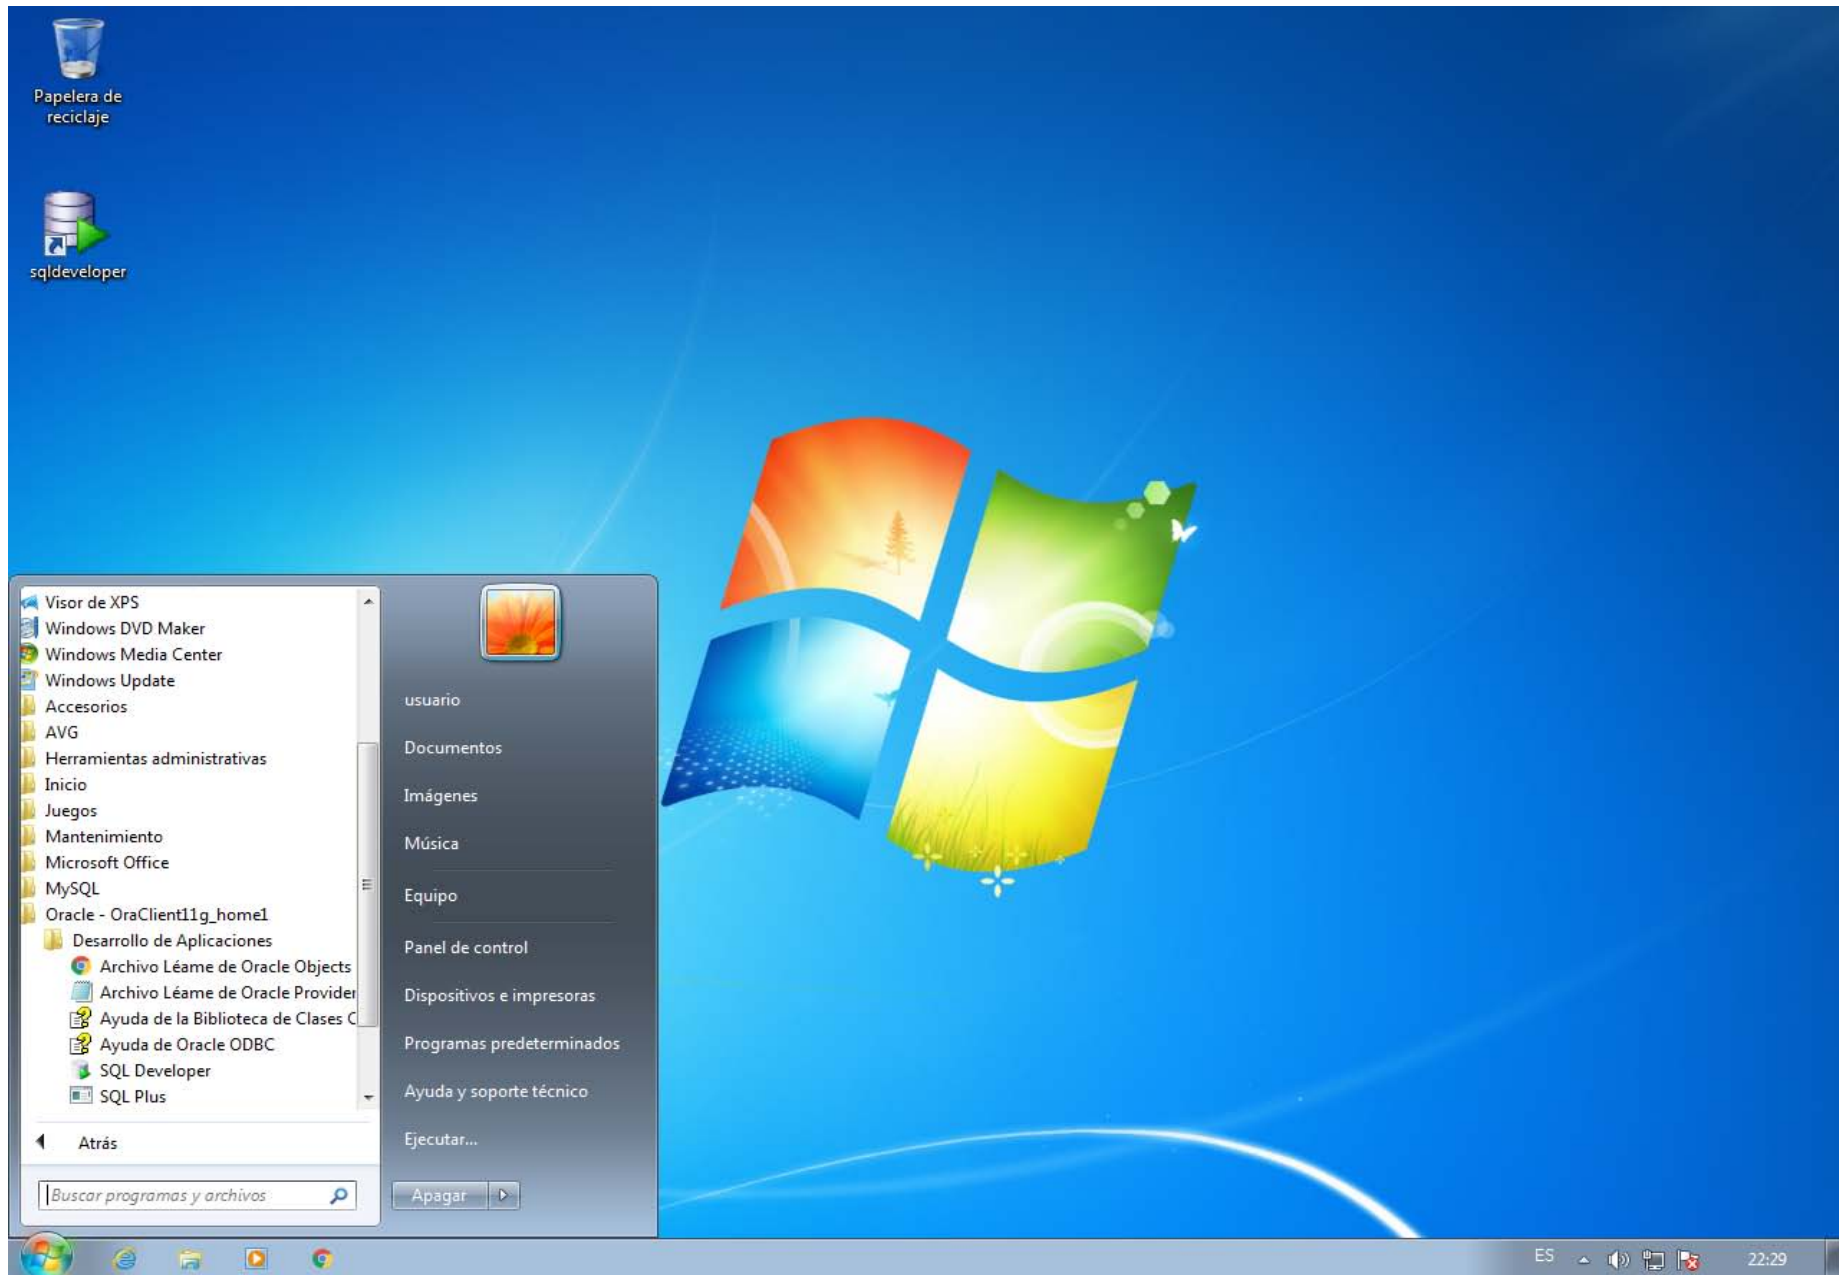 Papelera de
reciclaje
sqldeveloper
Visor de XPS
Windows DVD Maker
Windows Media Center
Windows Update
Accesorios
AVG
Herramientas administrativas
Inicio
Juegos
Mantenimiento
Microsoft Office
MySQL
Oracle - OraClient11g_home1
Desarrollo de Aplicaciones
Archivo Léame de Oracle Objects
Archivo Léame de Oracle Provider
Ayuda de la Biblioteca de Clases C
Ayuda de Oracle ODBC
SQL Developer
SQL Plus
Atrás
Buscar programas y archivos
usuario
Documentos
Imágenes
Música
Equipo
Panel de control
Dispositivos e impresoras
Programas predeterminados
Ayuda y soporte técnico
Ejecutar...
Apagar
ES
22:29